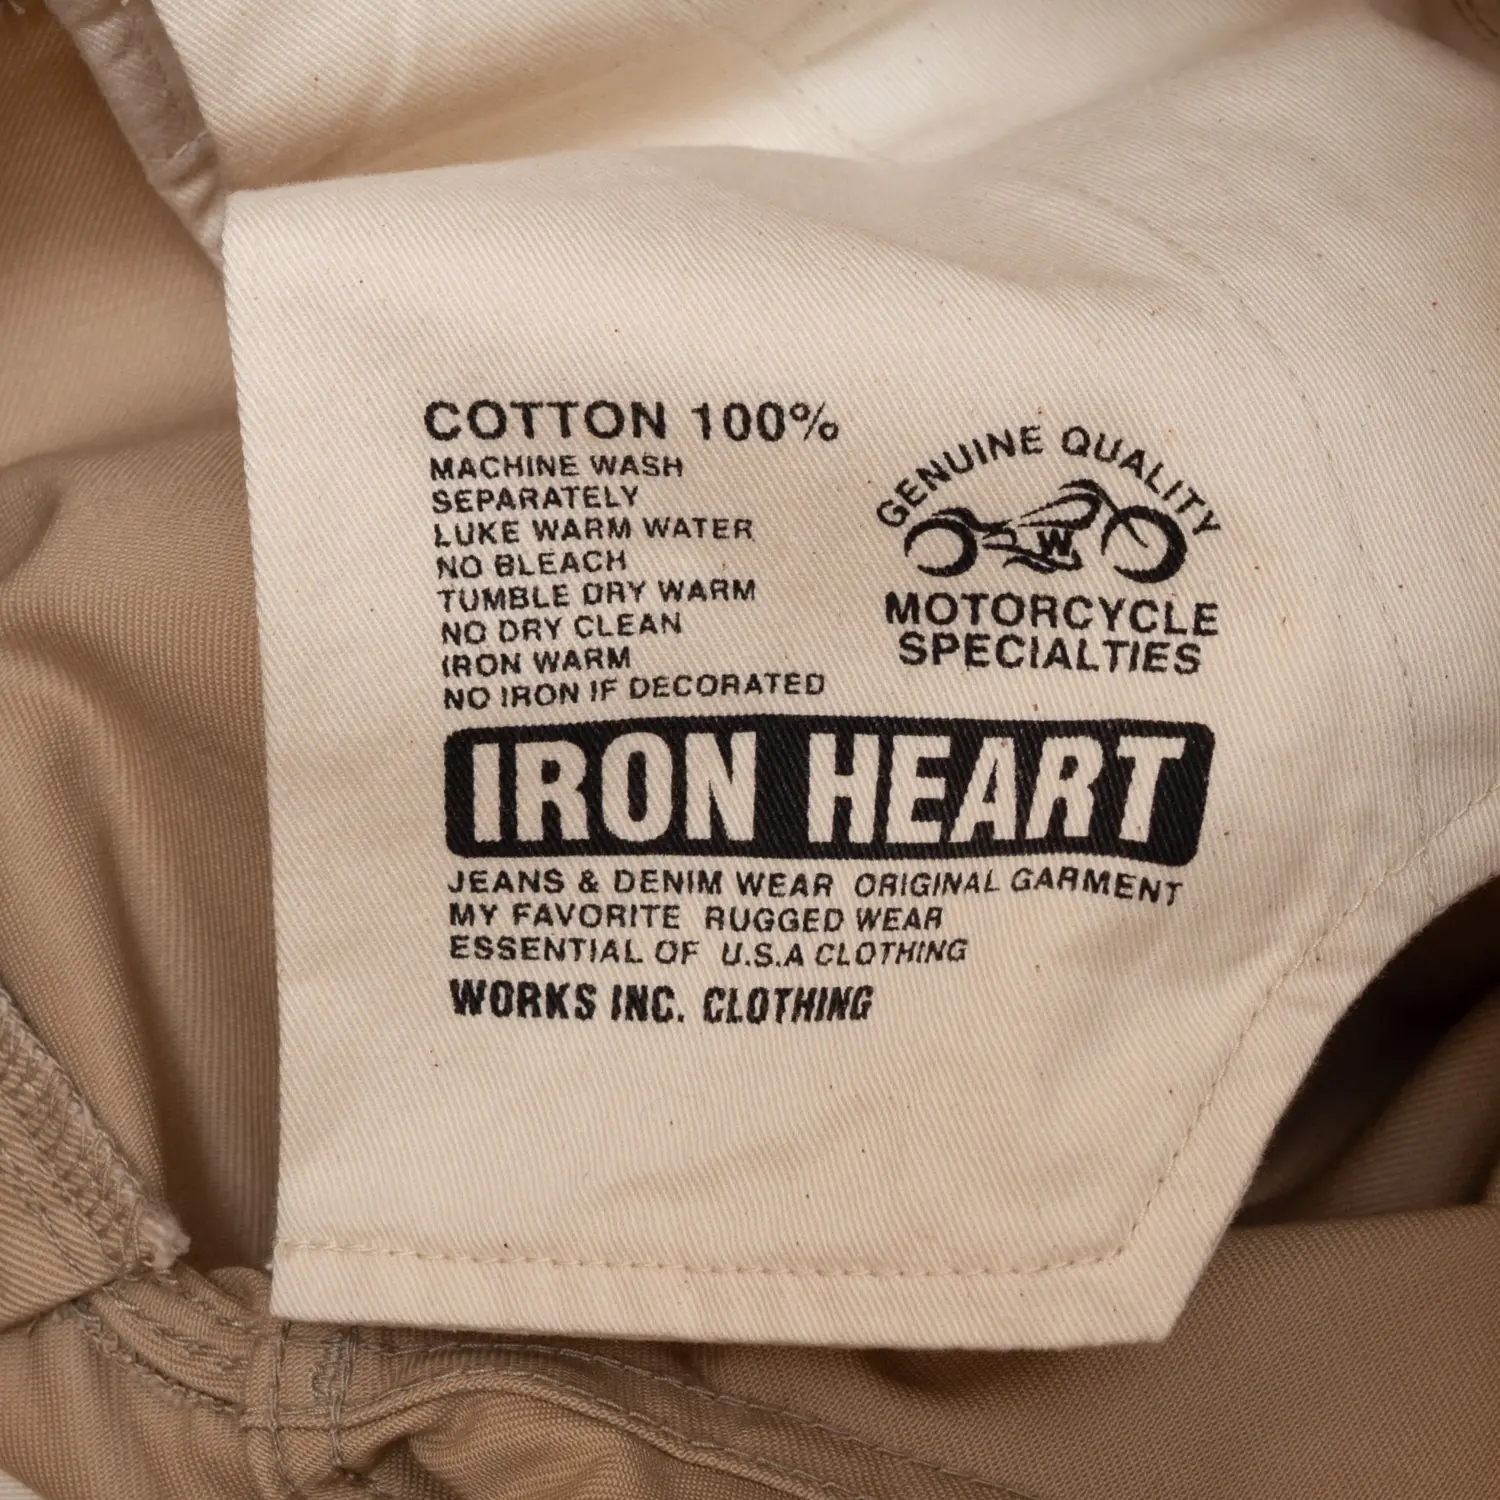 COTTON 100%
MACHINE WASH
SEPARATELY
LUKE WARM WATER
NO BLEACH
TUMBLE DRY WARM
NO DRY CLEAN
IRON WARM
NO IRON IF DECORATED
GENUINE QUALITY
W
MOTORCYCLE
SPECIALTIES
IRON HEART
JEANS & DENIM WEAR ORIGINAL GARMENT
MY FAVORITE RUGGED WEAR
ESSENTIAL OF U.S.A CLOTHING
WORKS INC. CLOTHING